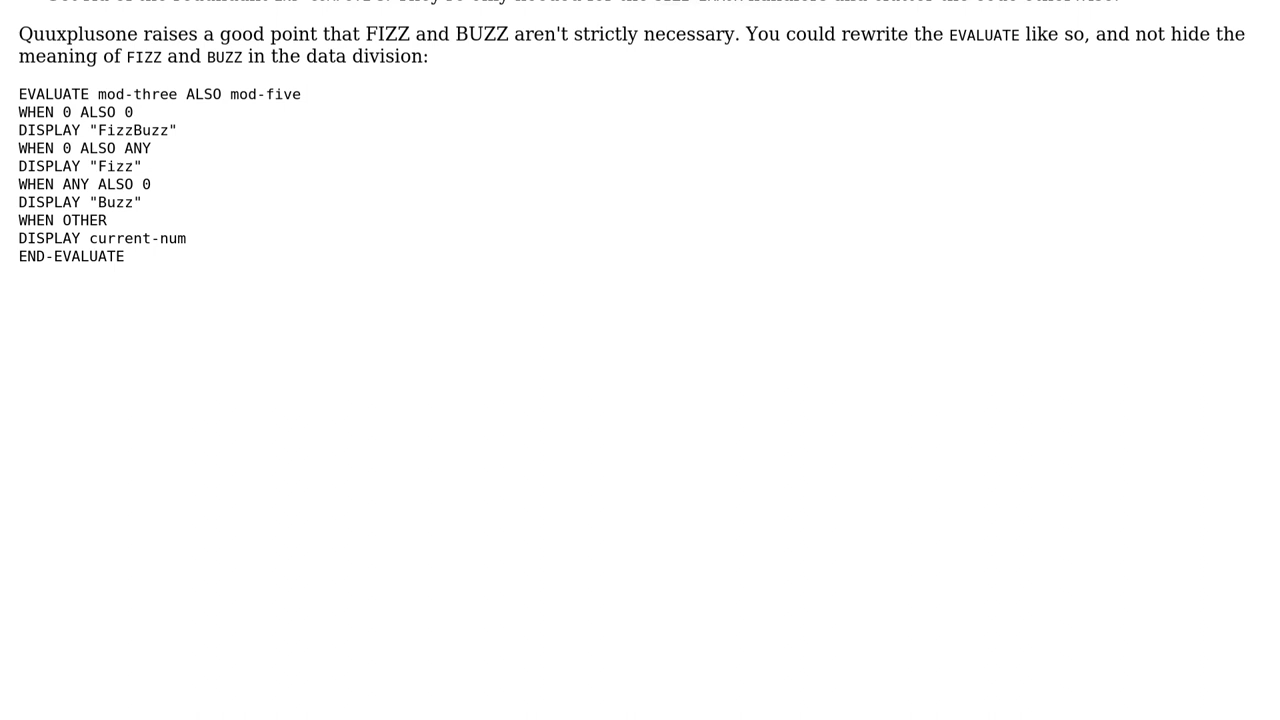 Quuxplusone raises a good point that FIZZ and BUZZ aren't strictly necessary. You could rewrite the EVALUATE like so, and not hide the
meaning of FIZZ and BUZZ in the data division:
EVALUATE mod-three ALSO mod-five
WHEN 0 ALSO 0
DISPLAY "FizzBuzz"
WHEN 0 ALSO ANY
DISPLAY "Fizz"
WHEN ANY ALSO 0
DISPLAY "Buzz"
WHEN OTHER
DISPLAY current-num
END-EVALUATE